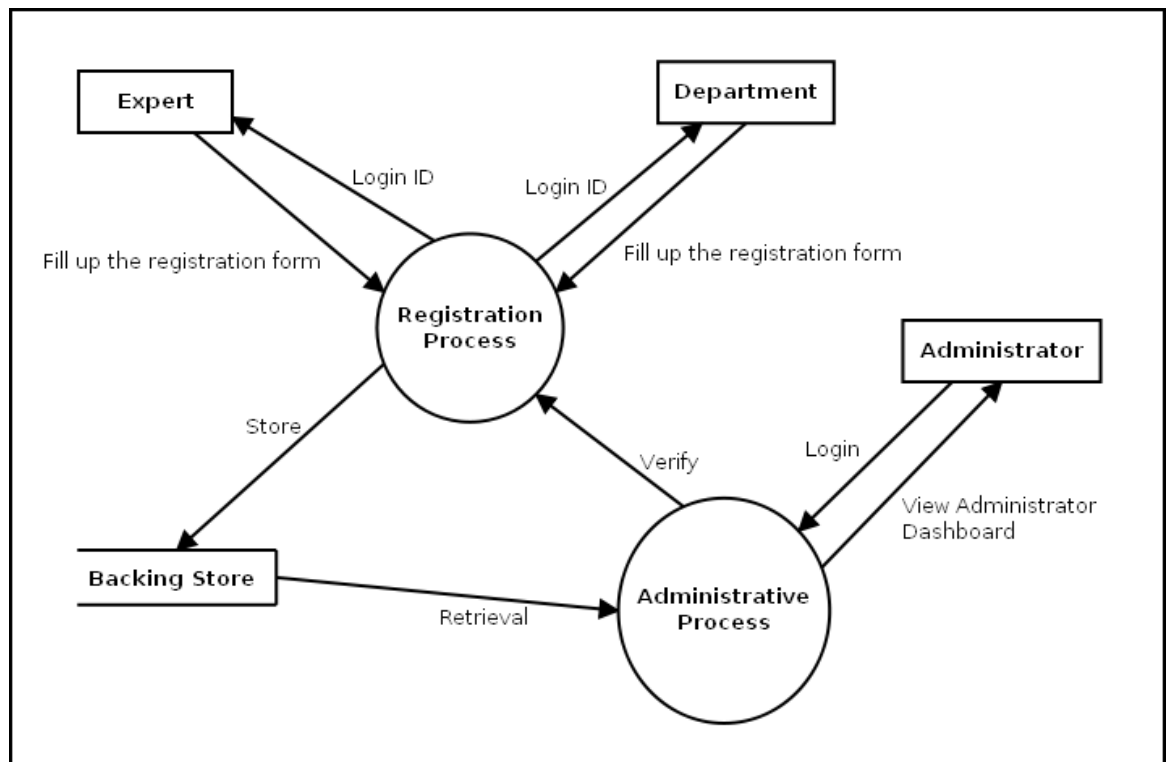 Expert
Department
Login ID
Login ID
Fill up the registration form
Fill up the registration form
Registration
Process
Administrator
Store
Login
Verify
View Administrator
Dashboard
Backing Store
Retrieval
Administrative
Process